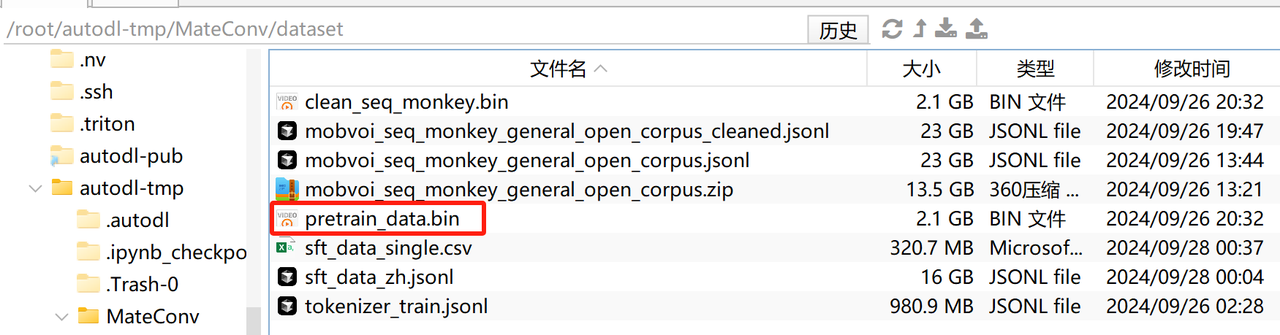 /root/autodl-tmp/MateConv/dataset
历史
.nv
.ssh
.triton
autodl-pub
autodl-tmp
.autodl
.ipynb_checkpo
.Trash-0
MateConv
文件名 大小 类型 修改时间
clean_seq_monkey.bin 2.1 GB BIN 文件 2024/09/26 20:32
mobvoi_seq_monkey_general_open_corpus_cleaned.jsonl 23 GB JSONL file 2024/09/26 19:47
mobvoi_seq_monkey_general_open_corpus.jsonl 23 GB JSONL file 2024/09/26 13:44
mobvoi_seq_monkey_general_open_corpus.zip 13.5 GB 360压缩 ... 2024/09/26 13:21
VIDEO pretrain_data.bin 2.1 GB BIN 文件 2024/09/26 20:32
sft_data_single.csv 320.7 MB Microsof... 2024/09/28 00:37
sft_data_zh.jsonl 16 GB JSONL file 2024/09/28 00:04
tokenizer_train.jsonl 980.9 MB JSONL file 2024/09/26 02:28